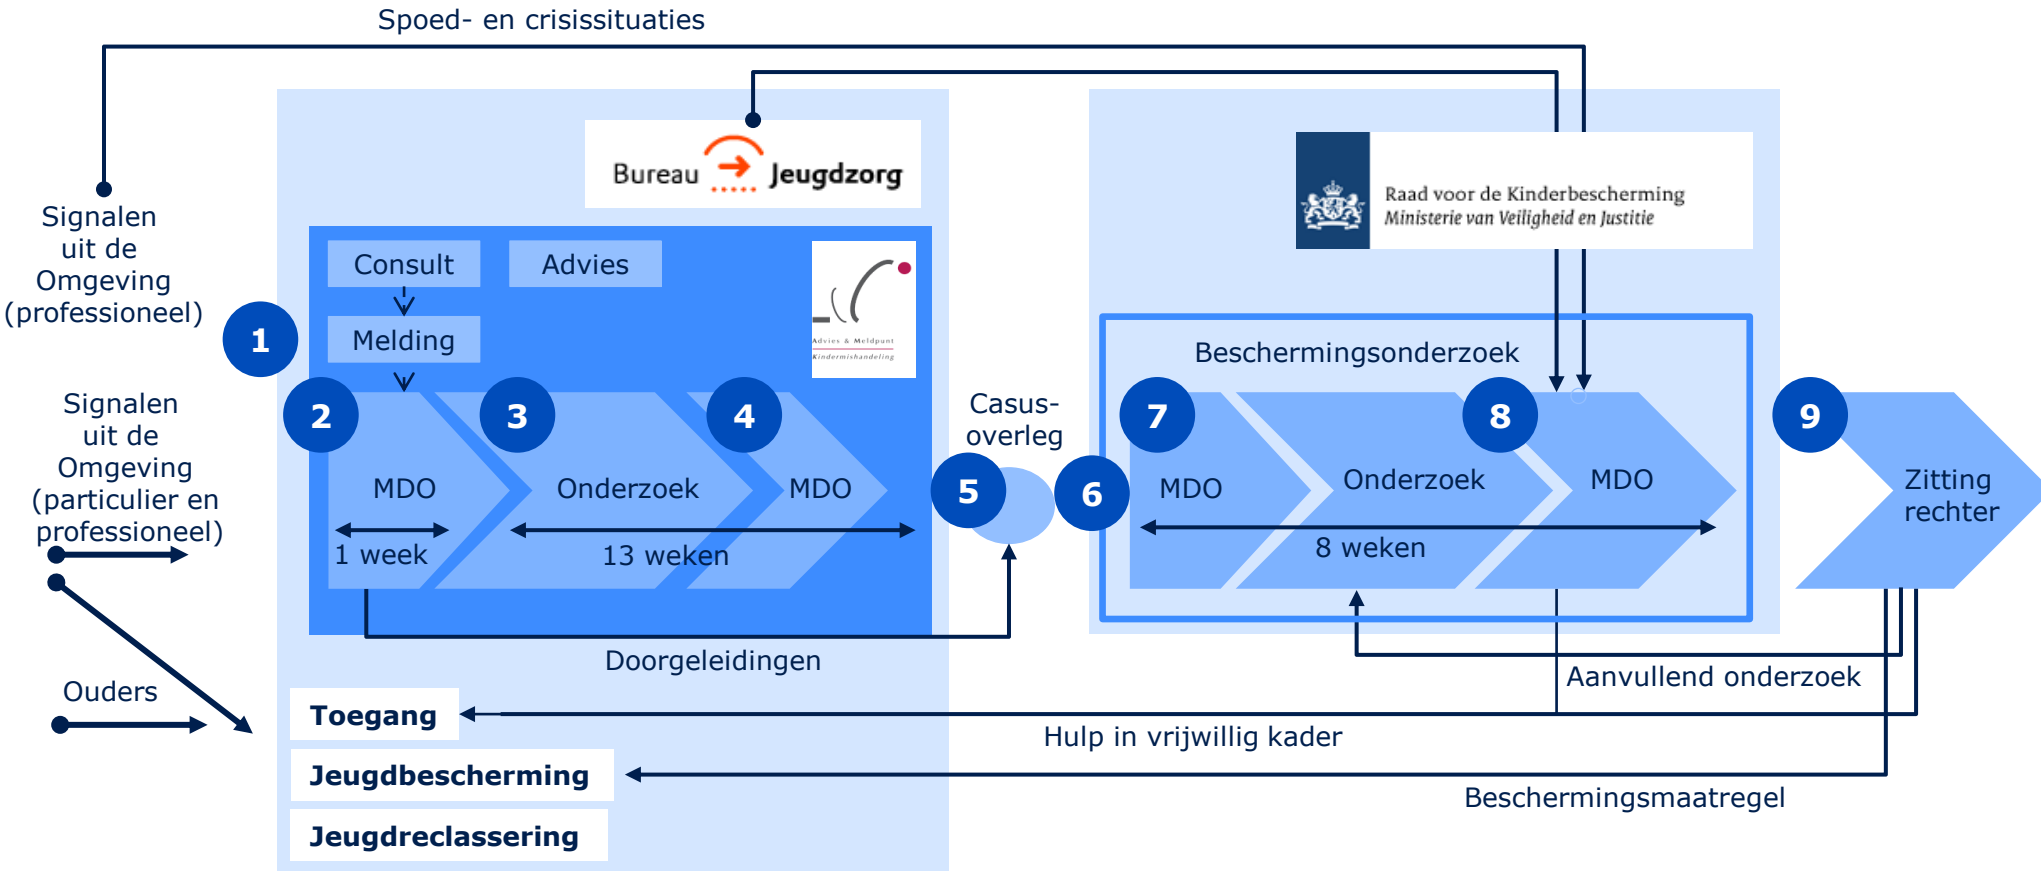 Spoed- en crisissituaties
Bureau Jeugdzorg
Raad voor de Kinderbescherming
Ministerie van Veiligheid en Justitie
Signalen
uit de
Omgeving
(professioneel)
Consult
Advies
Melding
Advies & Meldpunt
Kindermishandeling
1
Beschermingsonderzoek
Signalen
uit de
Omgeving
(particulier en
professioneel)
2
3
4
Casus-
overleg
7
8
9
MDO
Onderzoek
MDO
5
6
MDO
Onderzoek
MDO
Zitting
rechter
1 week
13 weken
8 weken
Doorgeleidingen
Aanvullend onderzoek
Ouders
Toegang
Hulp in vrijwillig kader
Jeugdbescherming
Beschermingsmaatregel
Jeugdreclassering